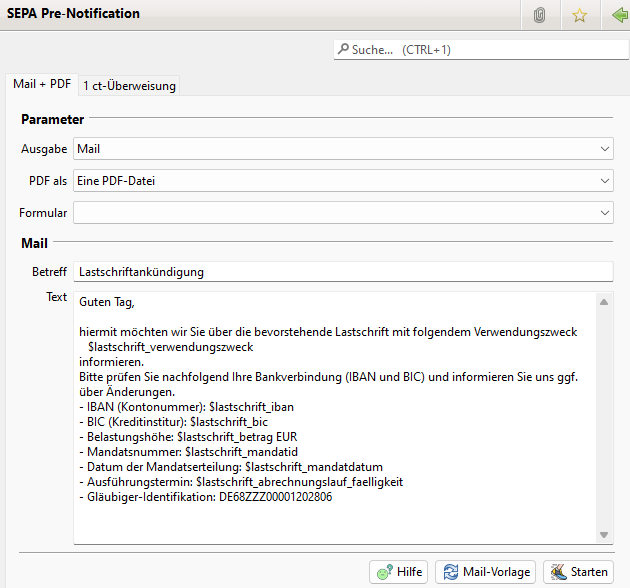 SEPA Pre-Notification
Suche... (CTRL+1)
Mail + PDF
1 ct-Überweisung
Parameter
Ausgabe Mail
PDF als Eine PDF-Datei
Formular
Mail
Betreff Lastschriftankündigung
Text Guten Tag,
hiermit möchten wir Sie über die bevorstehende Lastschrift mit folgendem Verwendungszweck
$lastschrift_verwendungszweck
informieren.
Bitte prüfen Sie nachfolgend Ihre Bankverbindung (IBAN und BIC) und informieren Sie uns ggf.
über Änderungen.
- IBAN (Kontonummer): $lastschrift_iban
- BIC (Kreditinstitur): $lastschrift_bic
- Belastungshöhe: $lastschrift_betrag EUR
- Mandatsnummer: $lastschrift_mandatid
- Datum der Mandatserteilung: $lastschrift_mandatdatum
- Ausführungstermin: $lastschrift_abrechnungslauf_faelligkeit
- Gläubiger-Identifikation: DE68ZZZ00001202806
Hilfe
Mail-Vorlage
Starten